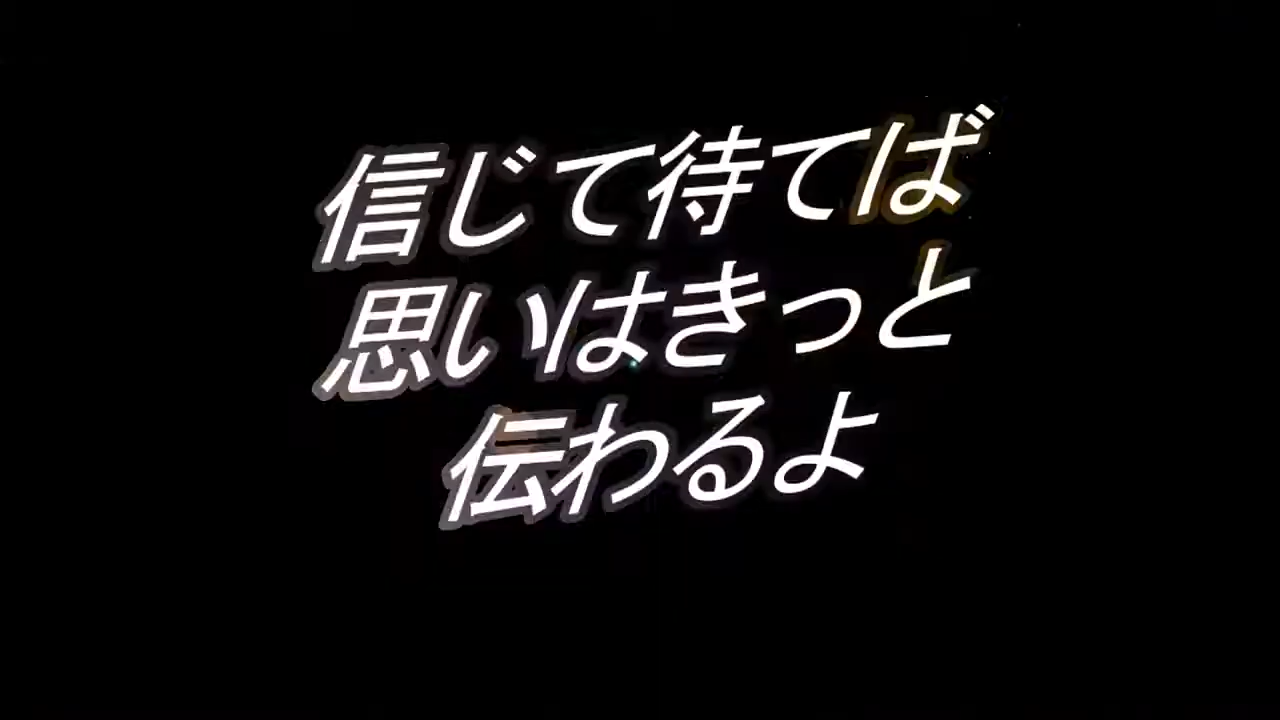 信じて待てば
思いはきっと
伝わるよ